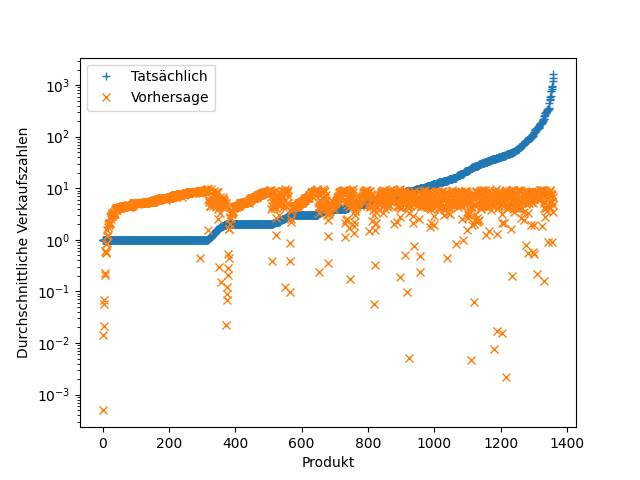 Tatsächlich
Vorhersage
Durchschnittliche Verkaufszahlen
10³
10²
10¹
10⁰
10⁻¹
10⁻²
10⁻³
0 200 400 600 800 1000 1200 1400
Produkt